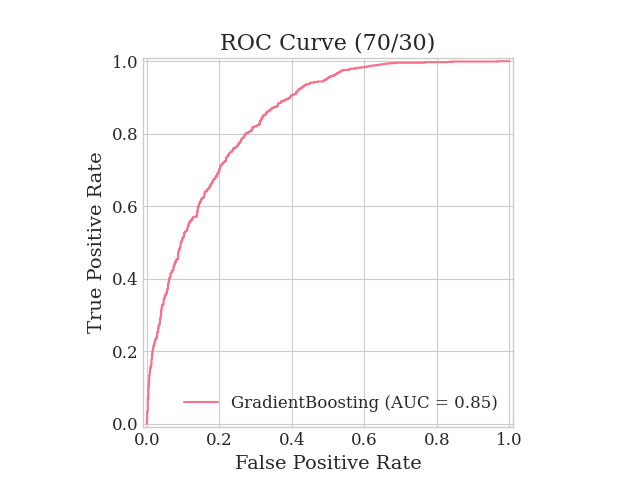 ROC Curve (70/30)
True Positive Rate
1.0
0.8
0.6
0.4
0.2
0.0
GradientBoosting (AUC = 0.85)
0.0 0.2 0.4 0.6 0.8 1.0
False Positive Rate